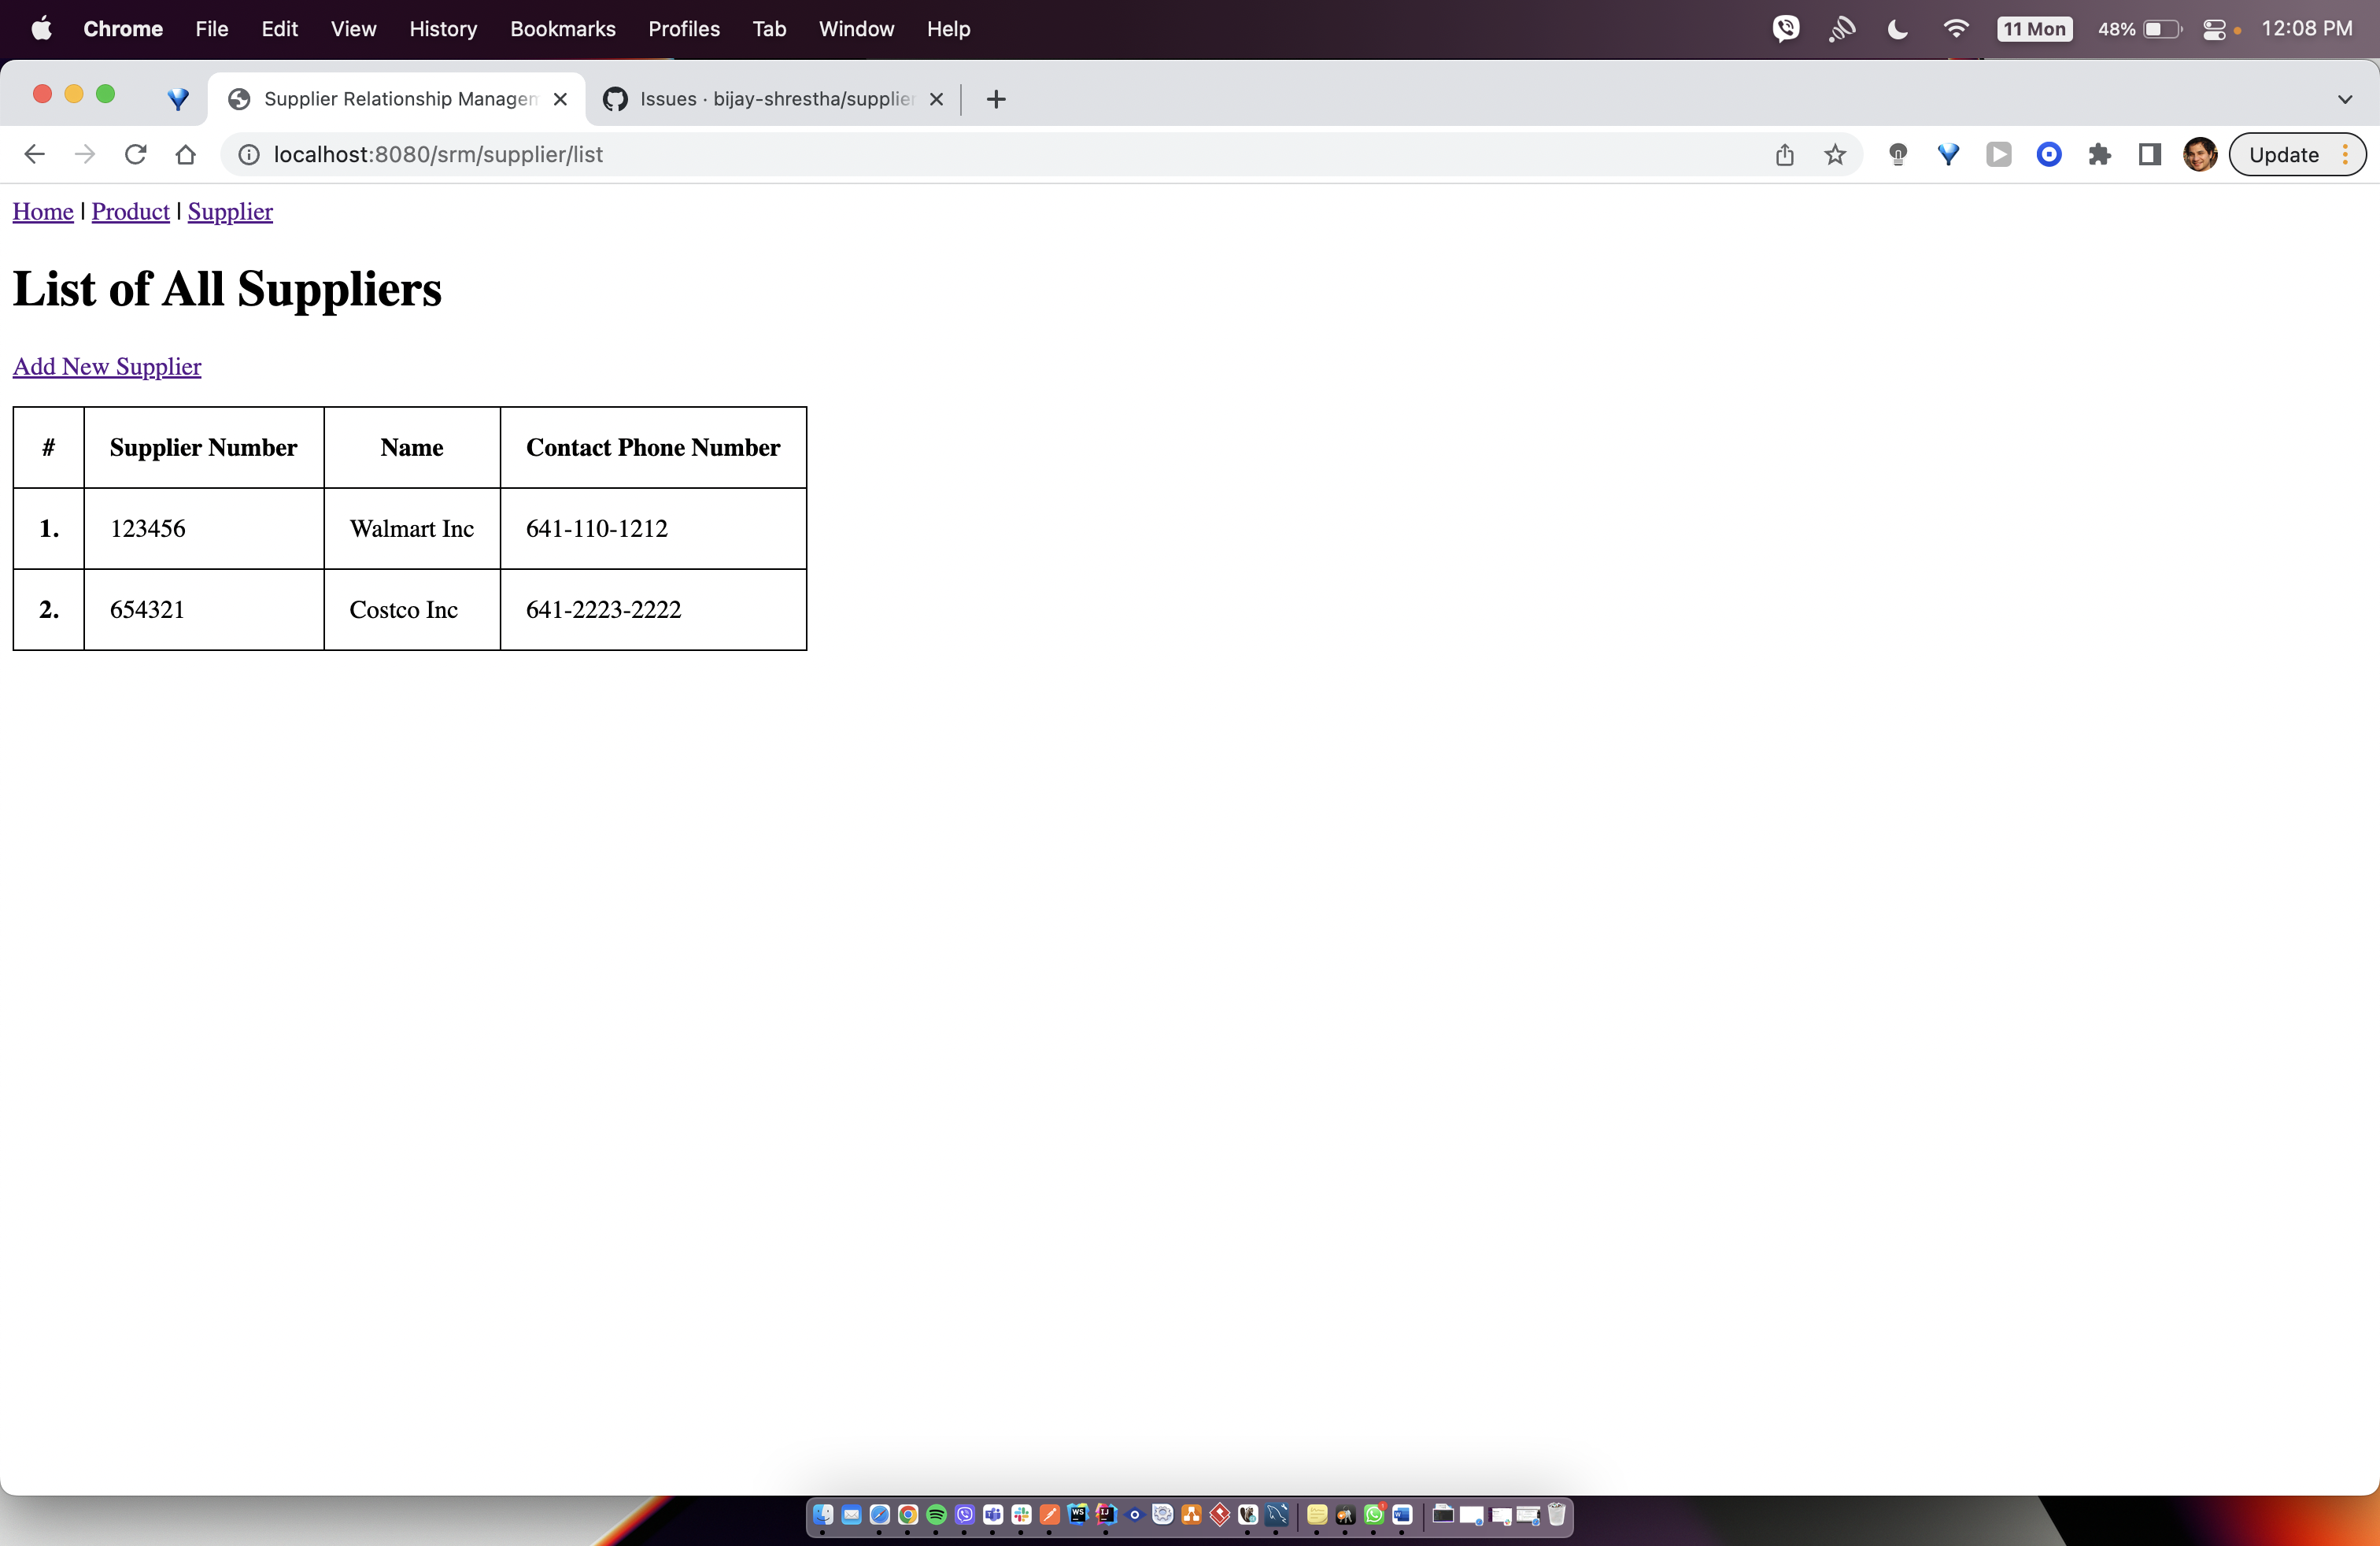 Chrome File Edit View History Bookmarks Profiles Tab Window Help 11 Mon 48% 12:08 PM
Supplier Relationship Managem Issues · bijay-shrestha/supplier
localhost:8080/srm/supplier/list Update
Home | Product | Supplier
List of All Suppliers
Add New Supplier
# Supplier Number Name Contact Phone Number
1. 123456 Walmart Inc 641-110-1212
2. 654321 Costco Inc 641-2223-2222